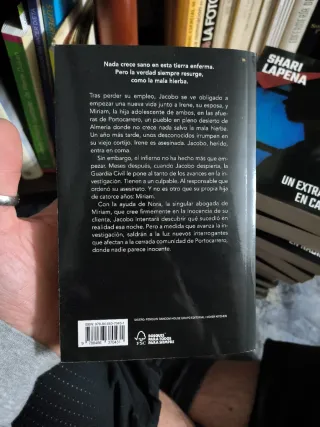 Nada crece sano en esta tierra enferma.
Pero la verdad siempre resurge,
como la mala hierba.
Tras perder su empleo, Jacobo se ve obligado a
empezar una nueva vida junto a Irene, su esposa, y
Miriam, la hija adolescente de ambos, en las afue-
ras de Portocarrero, un pueblo en pleno desierto de
Almería donde no crece nada salvo la mala hierba.
Un año más tarde, unos desconocidos irrumpen en
su viejo cortijo. Irene es asesinada. Jacobo, herido,
entra en coma.
Sin embargo, el infierno no ha hecho más que em-
pezar. Meses después, cuando Jacobo despierta, la
Guardia Civil le pone al tanto de los avances en la in-
vestigación. Tienen a un culpable. Al responsable que
ordenó su asesinato. Y no es otro que su propia hija
de catorce años: Miriam.
Con la ayuda de Nora, la singular abogada de
Miriam, que cree firmemente en la inocencia de su
clienta, Jacobo intentará descubrir qué sucedió en
realidad esa noche. Pero a medida que avanza la in-
vestigación, saldrán a la luz nuevos interrogantes
que afectan a la cerrada comunidad de Portocarrero,
donde nadie parece inocente.
FSC
BOSQUES
PARA TODOS
PARA SIEMPRE
SHARI
LAPENA
UN EXTRA
EN CA
LA FOTO